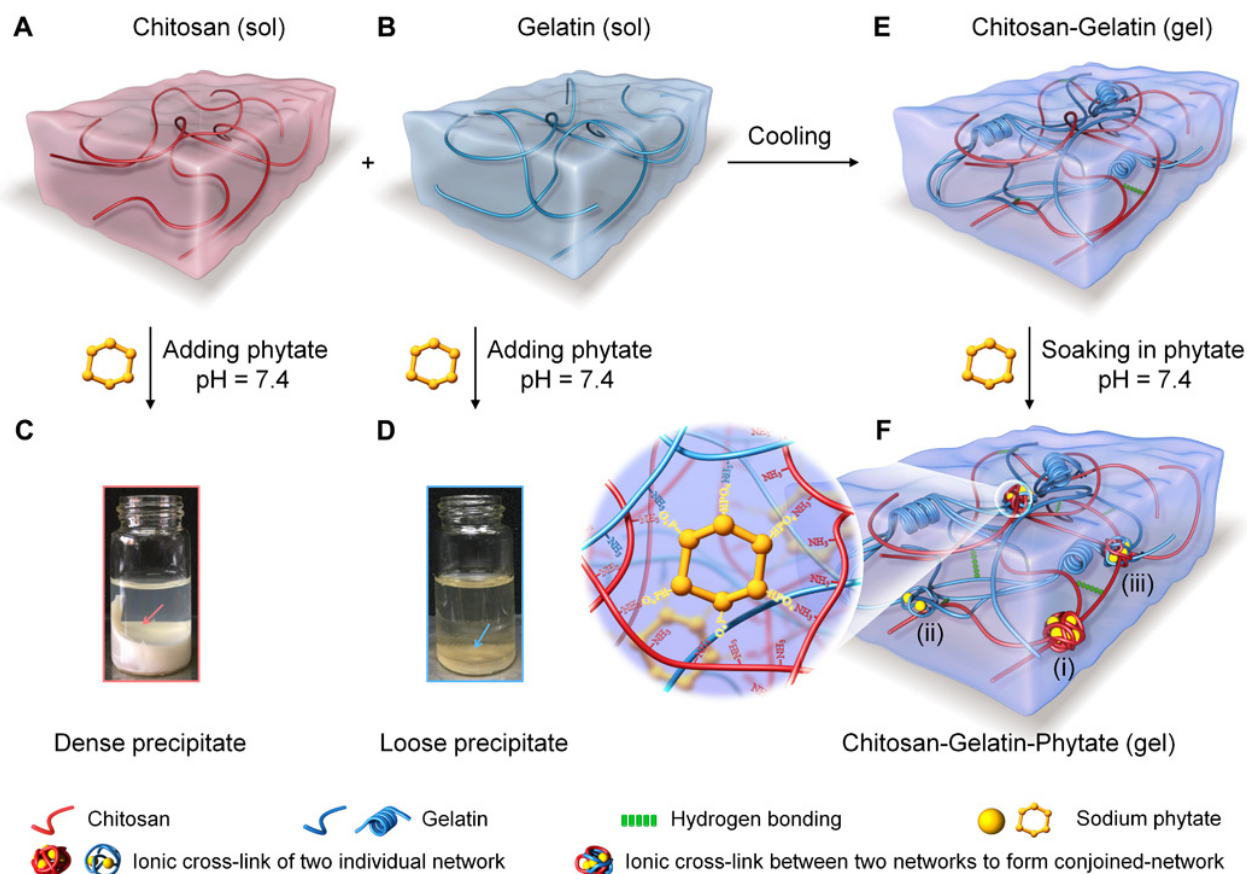 A Chitosan (sol)
B Gelatin (sol)
E Chitosan-Gelatin (gel)
+
Cooling
Adding phytate
pH = 7.4
Adding phytate
pH = 7.4
Soaking in phytate
pH = 7.4
C
D
F
(i)
(ii)
(iii)
Dense precipitate
Loose precipitate
Chitosan-Gelatin-Phytate (gel)
Chitosan
Gelatin
Hydrogen bonding
Sodium phytate
Ionic cross-link of two individual network
Ionic cross-link between two networks to form conjoined-network